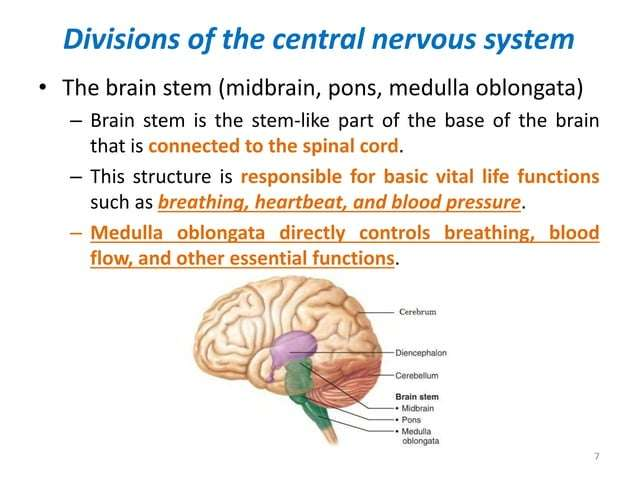 Divisions of the central nervous system
• The brain stem (midbrain, pons, medulla oblongata)
– Brain stem is the stem-like part of the base of the brain
that is connected to the spinal cord.
– This structure is responsible for basic vital life functions
such as breathing, heartbeat, and blood pressure.
– Medulla oblongata directly controls breathing, blood
flow, and other essential functions.
Cerebrum
Diencephalon
Cerebellum
Brain stem
• Midbrain
• Pons
• Medulla
oblongata
7